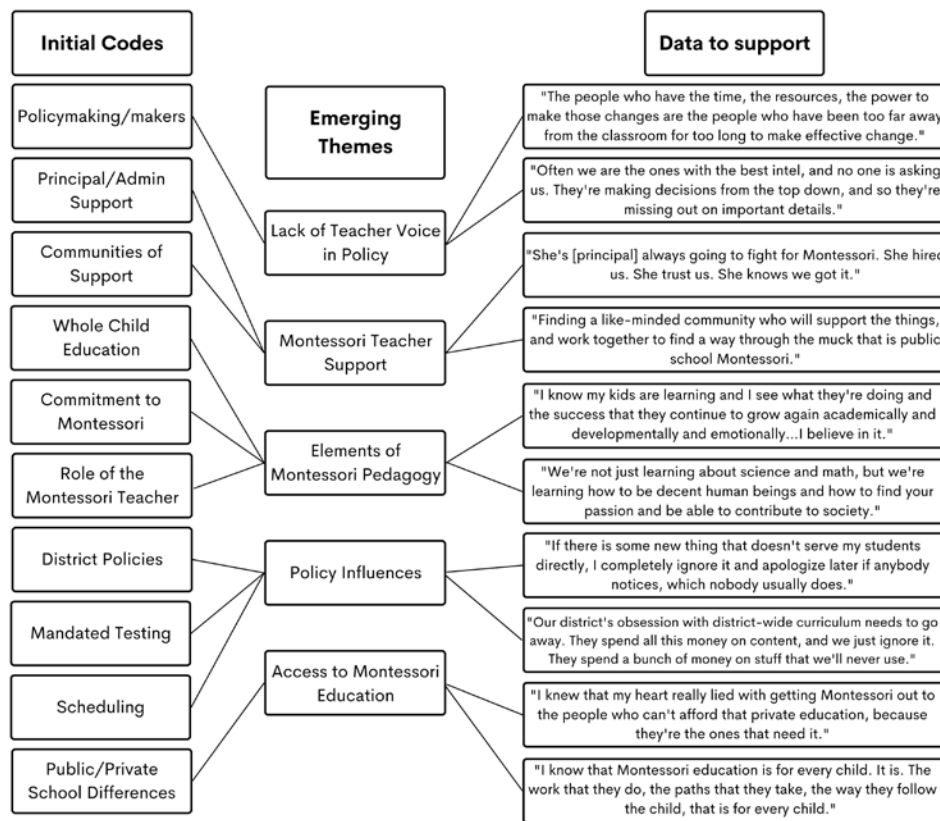 Initial Codes
Policymaking/makers
Principal/Admin
Support
Communities of
Support
Whole Child
Education
Commitment to
Montessori
Role of the
Montessori Teacher
District Policies
Mandated Testing
Scheduling
Public/Private
School Differences
Emerging
Themes
Lack of Teacher Voice
in Policy
Montessori Teacher
Support
Elements of
Montessori Pedagogy
Policy Influences
Access to Montessori
Education
Data to support
"The people who have the time, the resources, the power to
make those changes are the people who have been too far away
from the classroom for too long to make effective change."
"Often we are the ones with the best intel, and no one is asking
us. They're making decisions from the top down, and so they're
missing out on important details."
"She's [principal] always going to fight for Montessori. She hired
us. She trust us. She knows we got it."
"Finding a like-minded community who will support the things,
and work together to find a way through the muck that is public
school Montessori."
"I know my kids are learning and I see what they're doing and
the success that they continue to grow again academically and
developmentally and emotionally...I believe in it."
"We're not just learning about science and math, but we're
learning how to be decent human beings and how to find your
passion and be able to contribute to society."
"If there is some new thing that doesn't serve my students
directly, I completely ignore it and apologize later if anybody
notices, which nobody usually does."
"Our district's obsession with district-wide curriculum needs to go
away. They spend all this money on content, and we just ignore it.
They spend a bunch of money on stuff that we'll never use."
"I knew that my heart really lied with getting Montessori out to
the people who can't afford that private education, because
they're the ones that need it."
"I know that Montessori education is for every child. It is. The
work that they do, the paths that they take, the way they follow
the child, that is for every child."